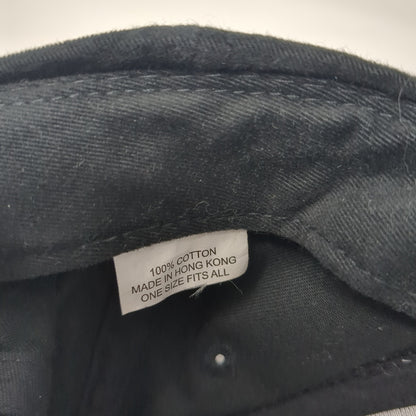 100% COTTON
MADE IN HONG KONG
ONE SIZE FITS ALL